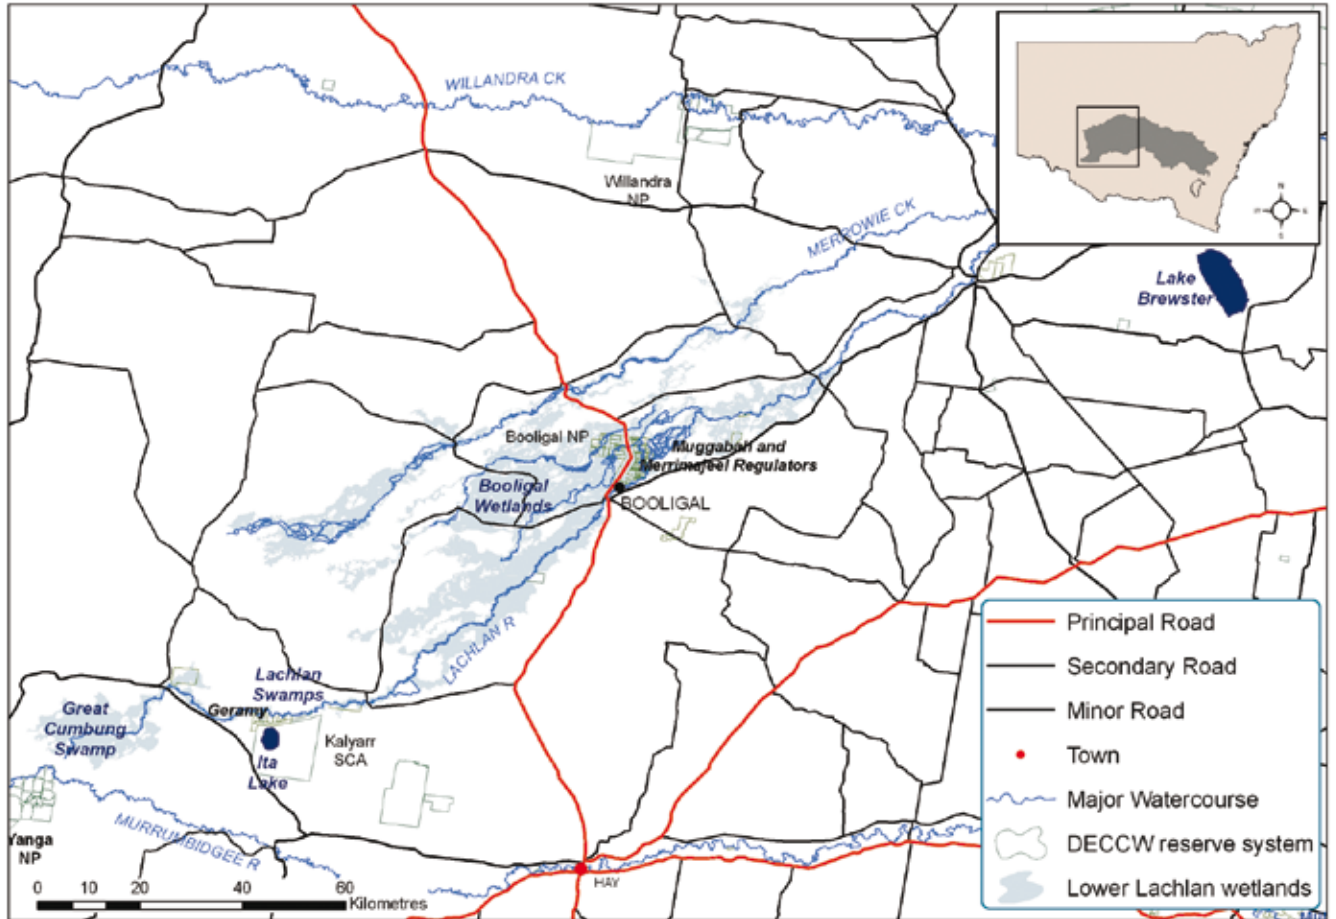 WILLANDRA CK
Willandra
NP
MERROWIE CK
N
S
Lake
Brewster
Booligal NP
Muggabah and
Merrimajeel Regulators
Booligal
Wetlands
BOOLIGAL
LACHLAN R
Lachlan
Swamps
Geramy
Great
Cumbung
Swamp
Ita
Lake
Kalyarr
SCA
Yanga
NP
MURRUMBIDGEE R
HAY
0 10 20 40 60
Kilometres
Principal Road
Secondary Road
Minor Road
Town
Major Watercourse
DECCW reserve system
Lower Lachlan wetlands